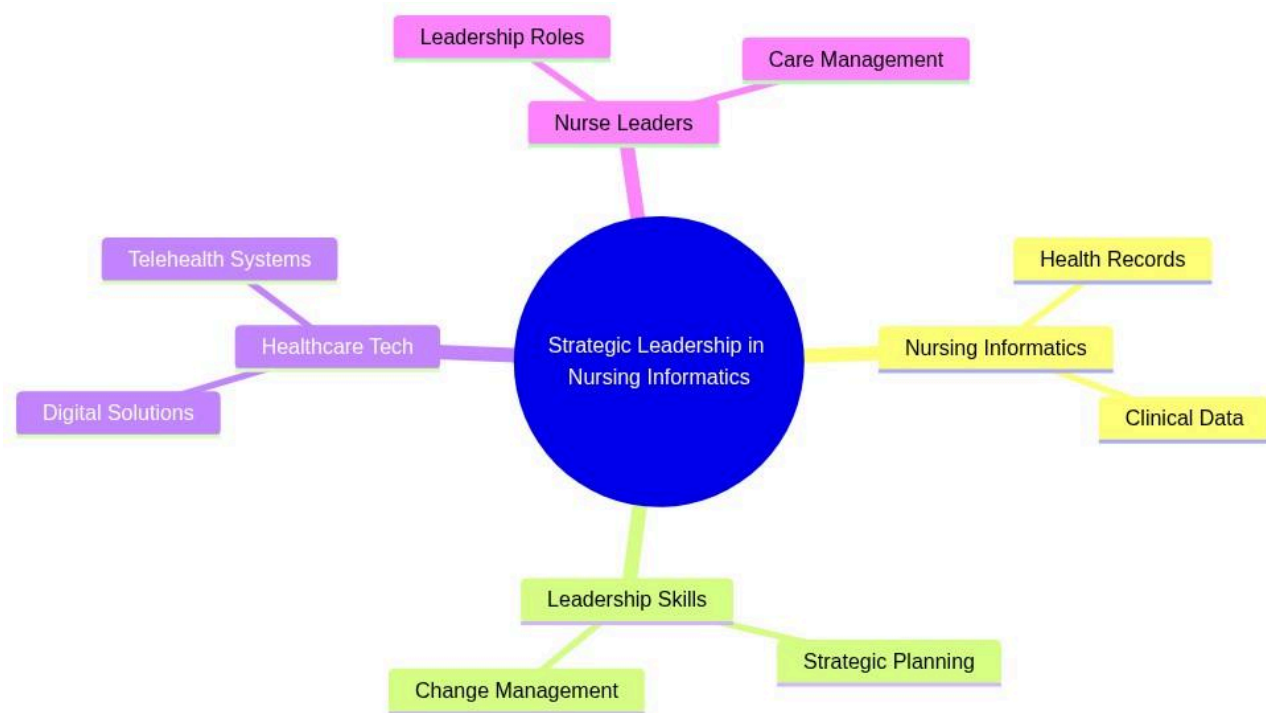 Leadership Roles
Care Management
Nurse Leaders
Telehealth Systems
Health Records
Healthcare Tech
Strategic Leadership in
Nursing Informatics
Nursing Informatics
Digital Solutions
Clinical Data
Leadership Skills
Strategic Planning
Change Management